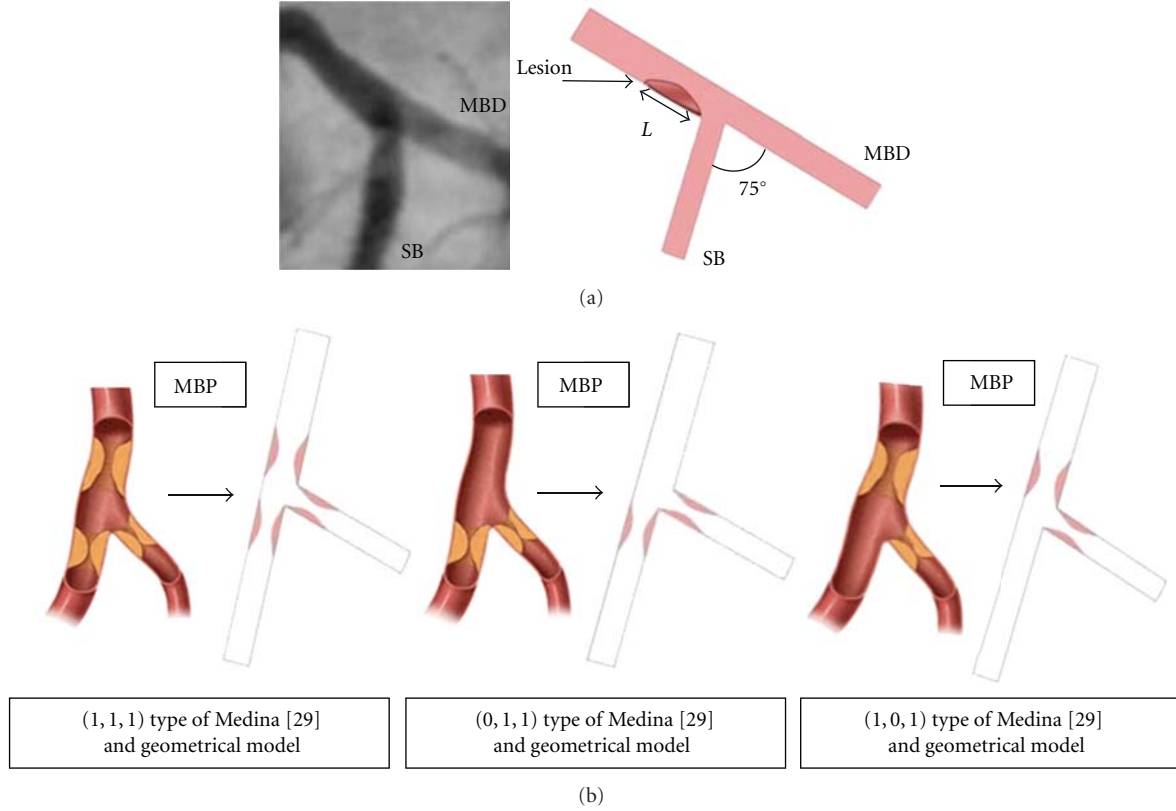 Lesion
MBD
L
MBD
75°
SB
SB
(a)
MBP
MBP
MBP
(1, 1, 1) type of Medina [29]
and geometrical model
(0, 1, 1) type of Medina [29]
and geometrical model
(1, 0, 1) type of Medina [29]
and geometrical model
(b)